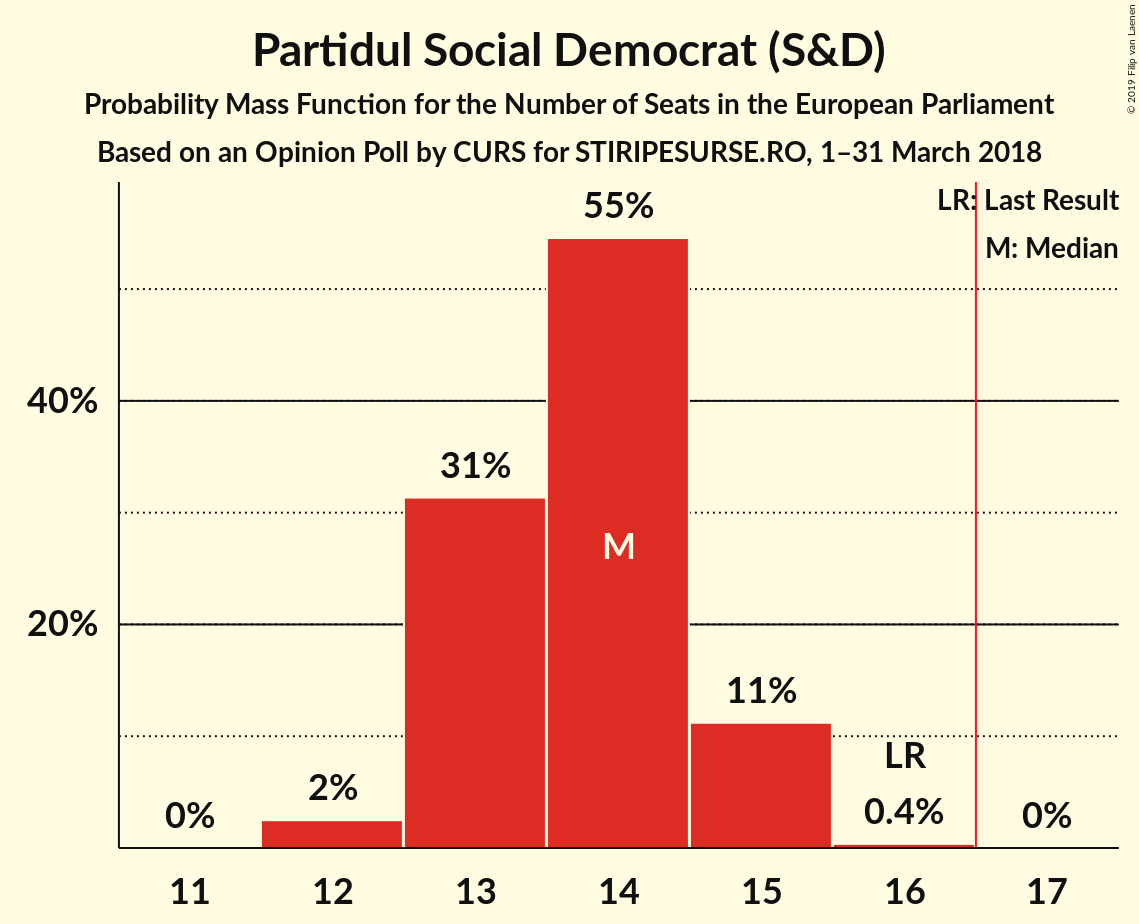 Partidul Social Democrat (S&D)
Probability Mass Function for the Number of Seats in the European Parliament
Based on an Opinion Poll by CURS for STIRIPESURSE.RO, 1–31 March 2018
© 2019 Filip van Laenen
LR: Last Result
M: Median
55%
40%
31%
M
20%
11%
LR
2%
0.4%
0%
0%
11 12 13 14 15 16 17